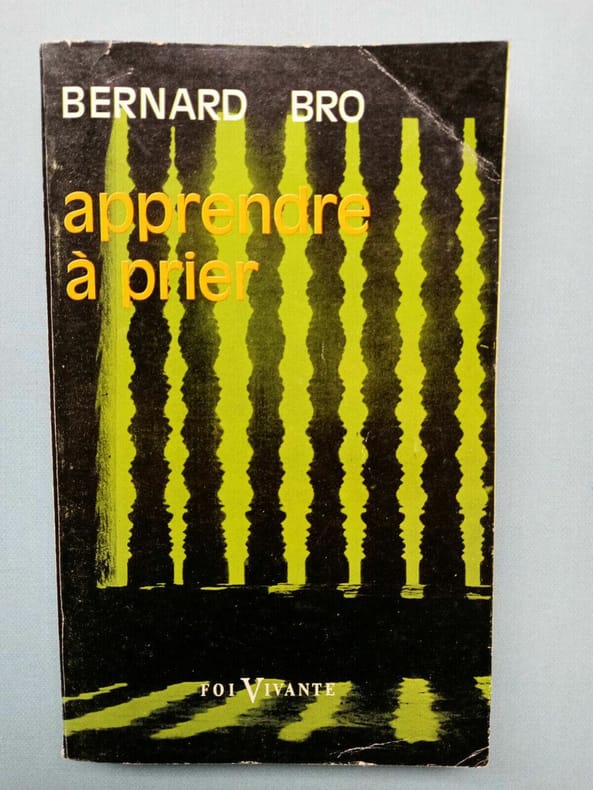 BERNARD BRO
apprendre
à prier
FOI VIVANTE